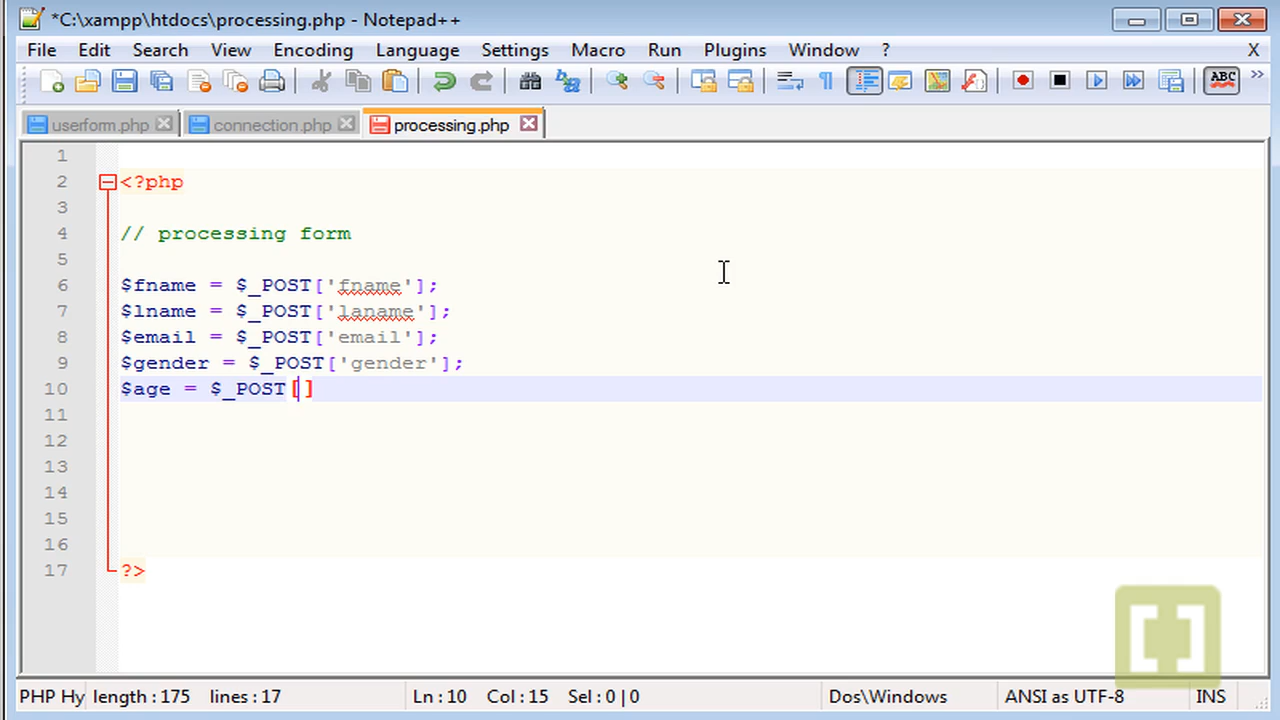 *C:\xampp\htdocs\processing.php - Notepad++
File Edit Search View Encoding Language Settings Macro Run Plugins Window ? X
ABC
userform.php connection.php processing.php
1
2 <?php
3
4 // processing form
5
6 $fname = $_POST['fname'];
7 $lname = $_POST['laname'];
8 $email = $_POST['email'];
9 $gender = $_POST['gender'];
10 $age = $_POST[]
11
12
13
14
15
16
17 ?>
PHP Hy length : 175 lines : 17 Ln : 10 Col : 15 Sel : 0 | 0 Dos\Windows ANSI as UTF-8 INS